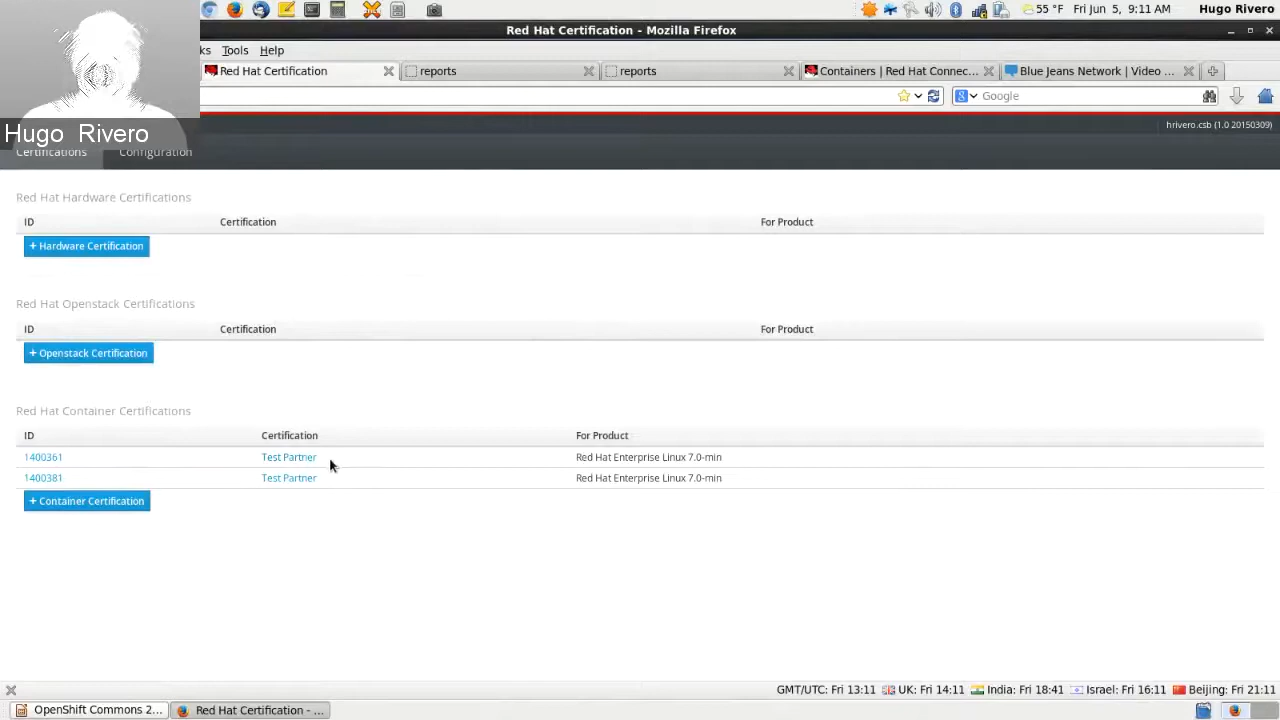 55 °F Fri Jun 5, 9:11 AM Hugo Rivero
Red Hat Certification - Mozilla Firefox
ks Tools Help
Red Hat Certification reports reports Containers | Red Hat Connec... Blue Jeans Network | Video ...
Google
Hugo Rivero
hrivero.csb (1.0 20150309)
Certifications Configuration
Red Hat Hardware Certifications
ID Certification For Product
+ Hardware Certification
Red Hat Openstack Certifications
ID Certification For Product
+ Openstack Certification
Red Hat Container Certifications
ID Certification For Product
1400361 Test Partner Red Hat Enterprise Linux 7.0-min
1400381 Test Partner Red Hat Enterprise Linux 7.0-min
+ Container Certification
GMT/UTC: Fri 13:11 UK: Fri 14:11 India: Fri 18:41 Israel: Fri 16:11 Beijing: Fri 21:11
OpenShift Commons 2... Red Hat Certification - ...